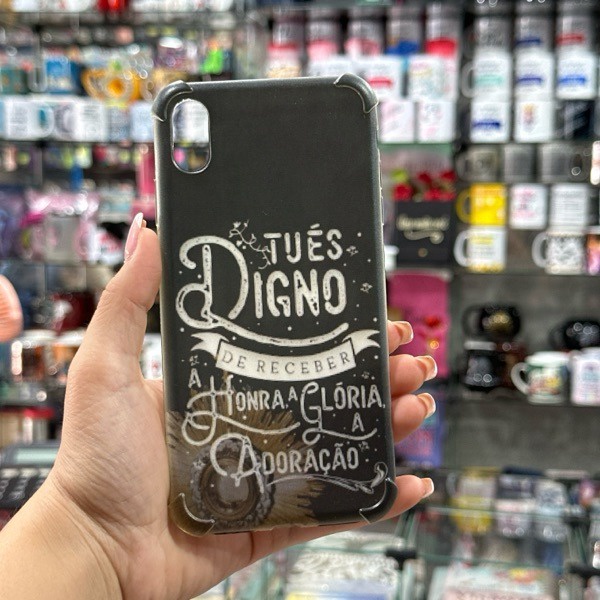 TU ÉS
DIGNO
DE RECEBER
A
HONRA, A GLÓRIA,
A
ADORAÇÃO